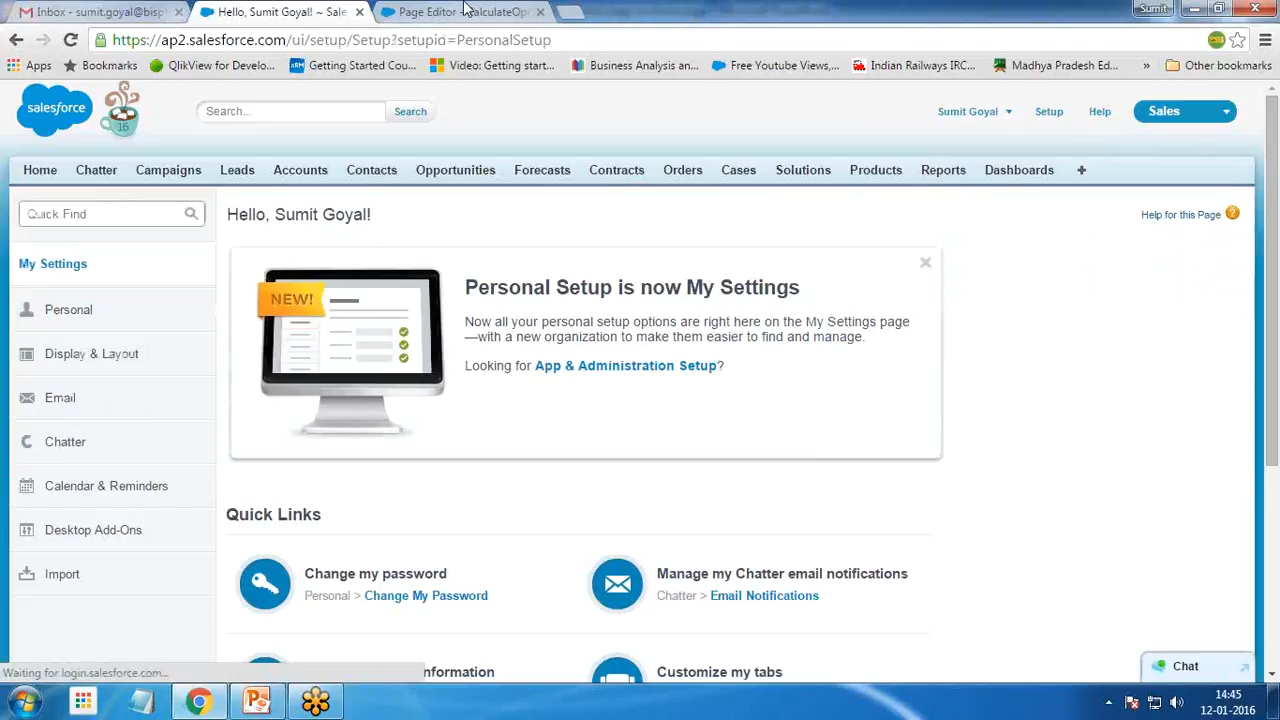 Inbox - sumit.goyal@bisp
Hello, Sumit Goyal! ~ Sale
Page Editor - CalculateOp
Sumit
https://ap2.salesforce.com/ui/setup/Setup?setupid=PersonalSetup
Apps
Bookmarks
QlikView for Develo...
Getting Started Cou...
Video: Getting start...
Business Analysis an...
Free Youtube Views,...
Indian Railways IRC...
Madhya Pradesh Ed...
»
Other bookmarks
salesforce
16
Search...
Search
Sumit Goyal
Setup
Help
Sales
Home
Chatter
Campaigns
Leads
Accounts
Contacts
Opportunities
Forecasts
Contracts
Orders
Cases
Solutions
Products
Reports
Dashboards
+
Quick Find
Hello, Sumit Goyal!
Help for this Page
My Settings
Personal
Display & Layout
Email
Chatter
Calendar & Reminders
Desktop Add-Ons
Import
NEW!
Personal Setup is now My Settings
Now all your personal setup options are right here on the My Settings page
—with a new organization to make them easier to find and manage.
Looking for App & Administration Setup?
Quick Links
Change my password
Personal > Change My Password
Manage my Chatter email notifications
Chatter > Email Notifications
information
Customize my tabs
Waiting for login.salesforce.com...
Chat
14:45
12-01-2016